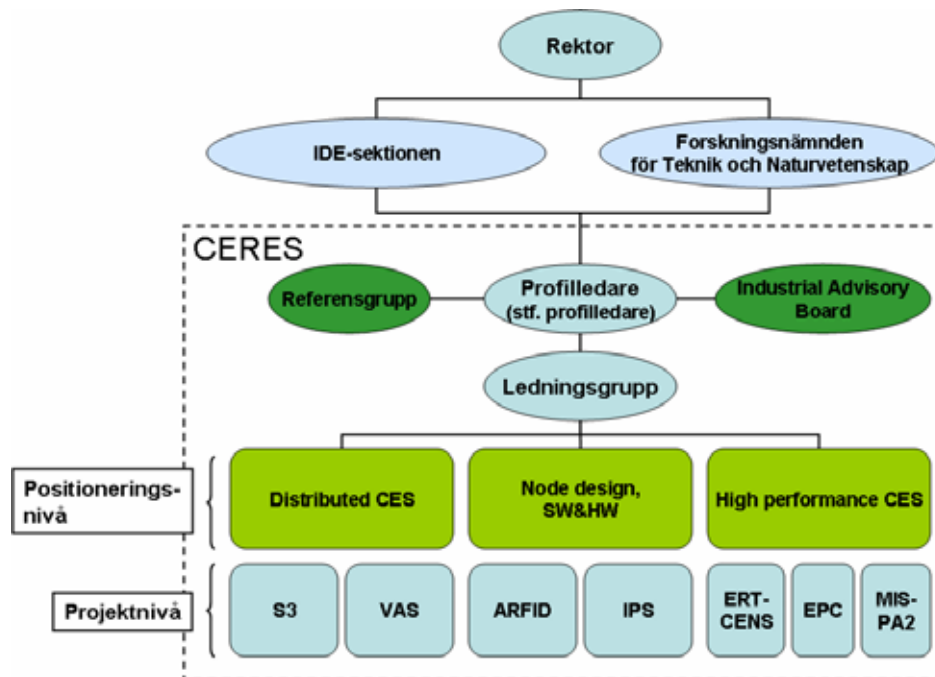 Rektor
IDE-sektionen
Forskningsnämnden
för Teknik och Naturvetenskap
CERES
Referensgrupp
Profilledare
(stf. profilledare)
Industrial Advisory
Board
Ledningsgrupp
Positionerings-
nivå
Distributed CES
Node design,
SW&HW
High performance CES
Projektnivå
S3
VAS
ARFID
IPS
ERT-
CENS
EPC
MIS-
PA2